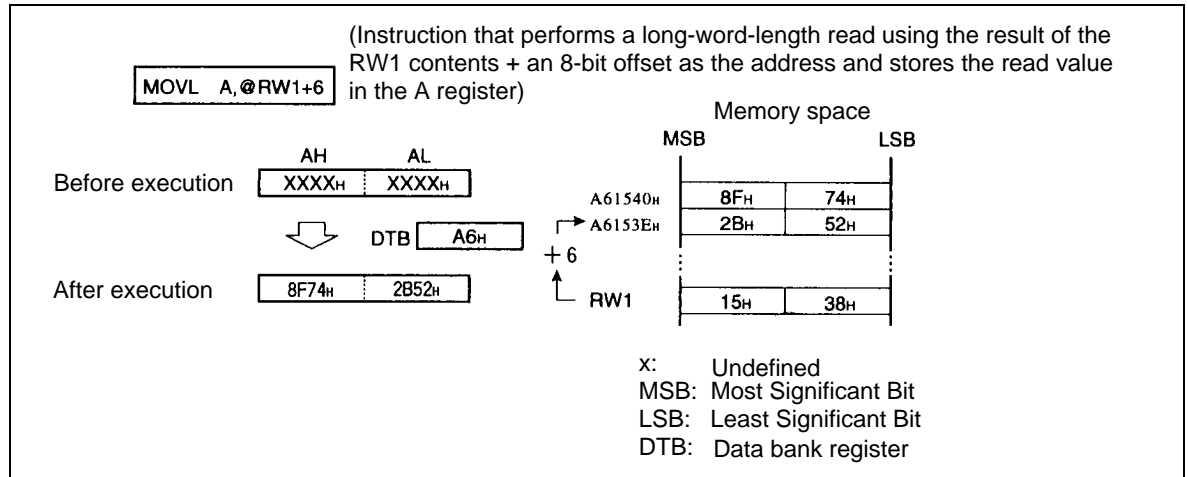 (Instruction that performs a long-word-length read using the result of the
RW1 contents + an 8-bit offset as the address and stores the read value
in the A register)
MOVL A,@RW1+6
Memory space
MSB LSB
AH AL
Before execution XXXXH XXXXH
A61540H 8FH 74H
A6153EH 2BH 52H
DTB A6H
+ 6
After execution 8F74H 2B52H
RW1 15H 38H
x: Undefined
MSB: Most Significant Bit
LSB: Least Significant Bit
DTB: Data bank register